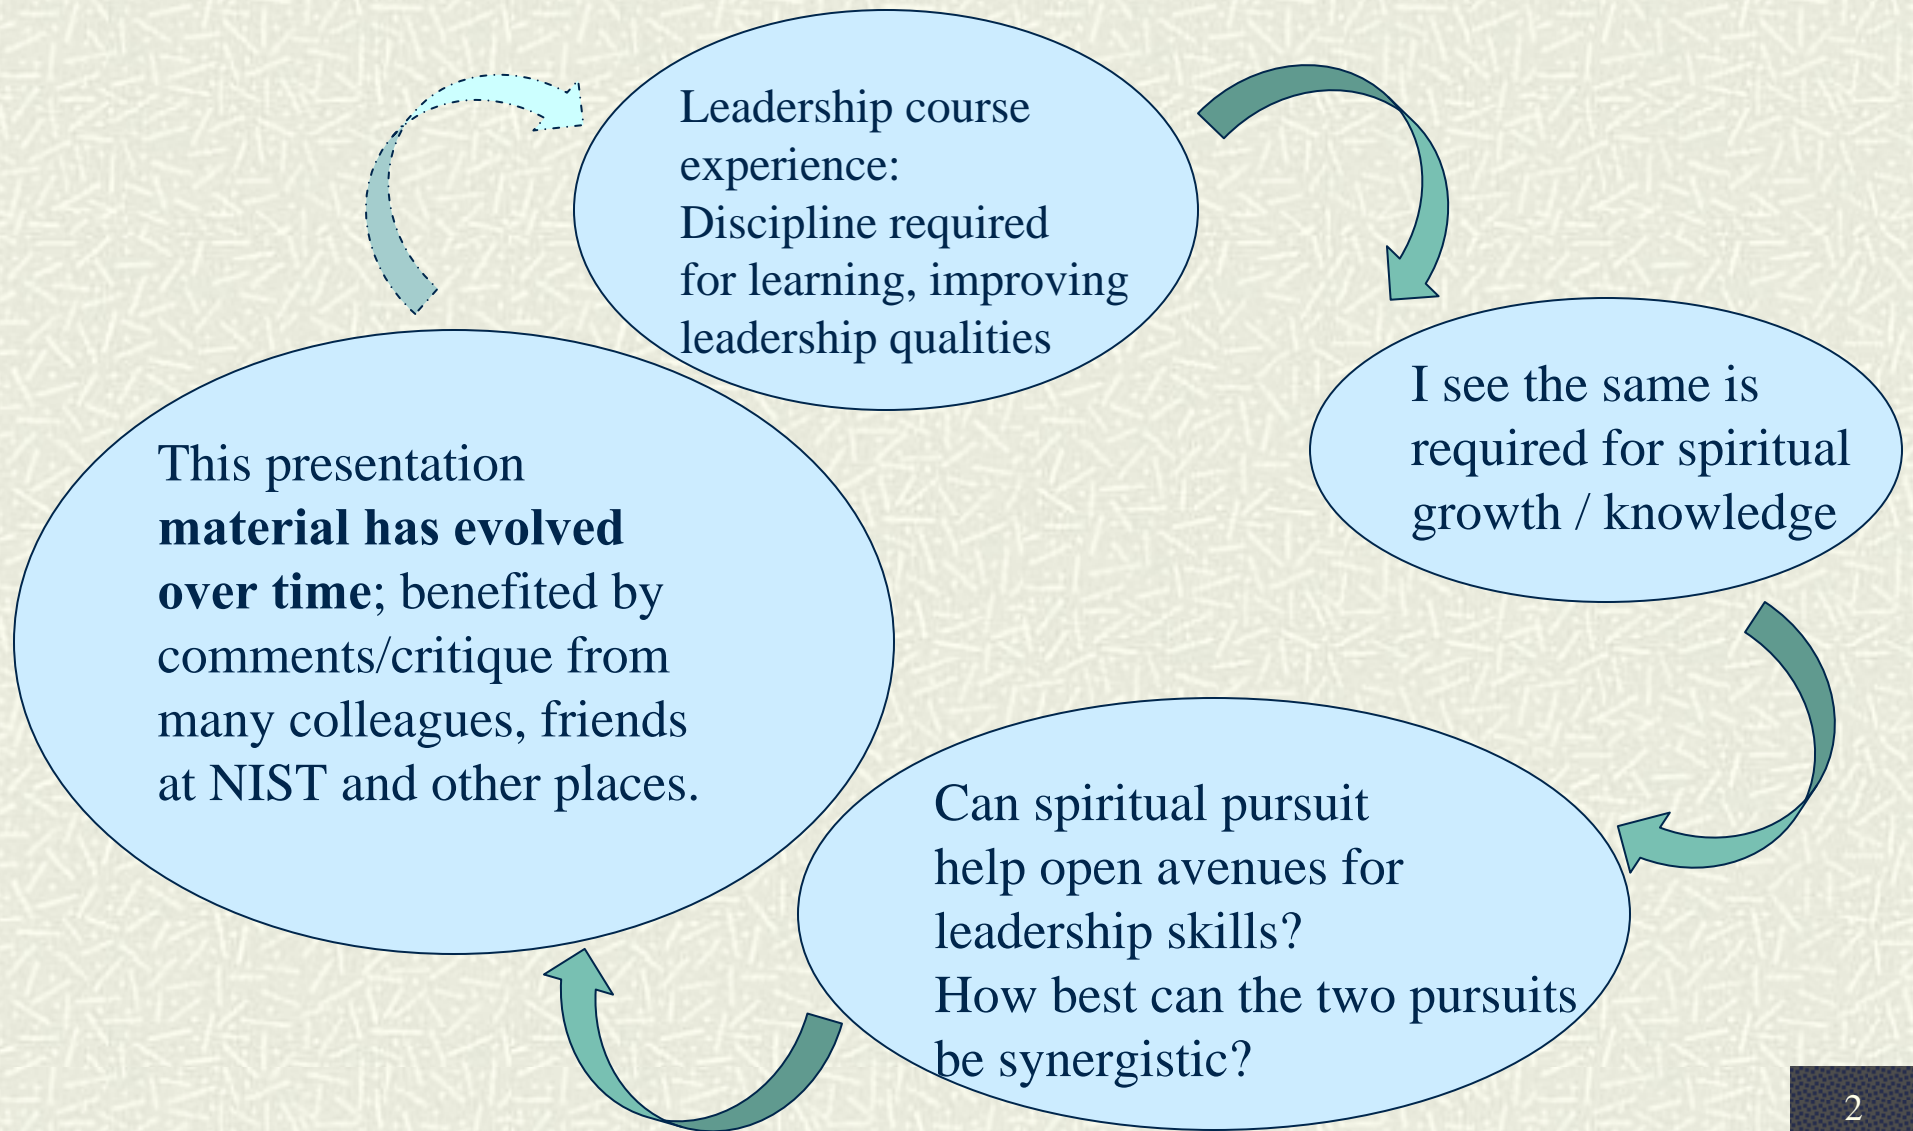 Leadership course
experience:
Discipline required
for learning, improving
leadership qualities
I see the same is
required for spiritual
growth / knowledge
Can spiritual pursuit
help open avenues for
leadership skills?
How best can the two pursuits
be synergistic?
This presentation
material has evolved
over time; benefited by
comments/critique from
many colleagues, friends
at NIST and other places.
2